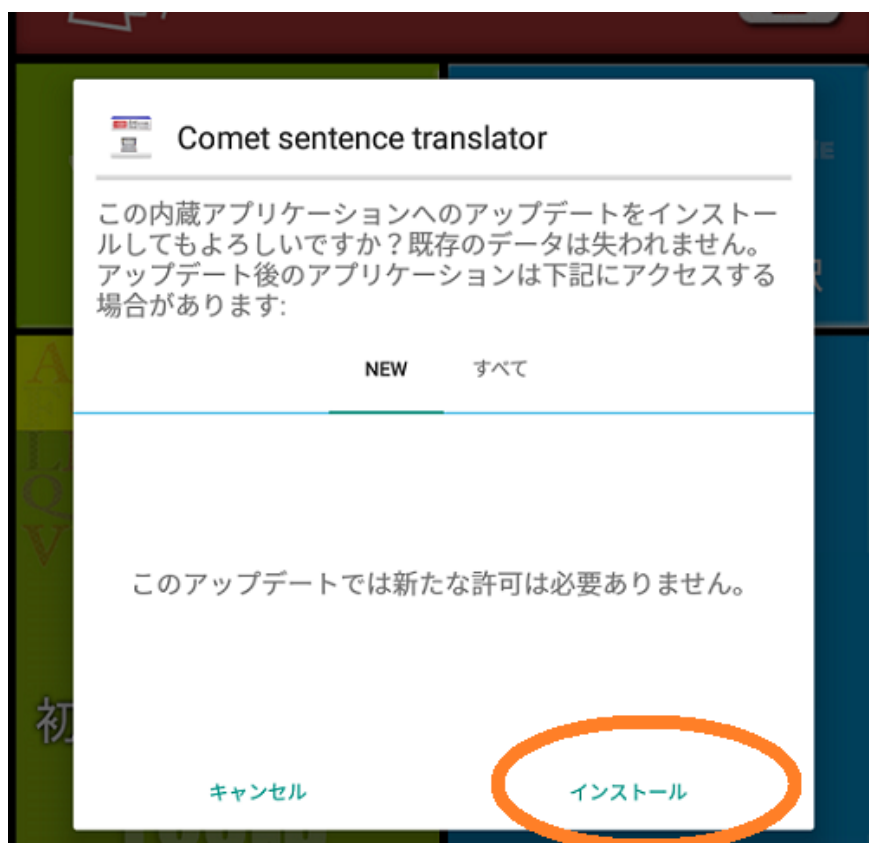 Comet sentence translator
この内蔵アプリケーションへのアップデートをインストー
ルしてもよろしいですか？既存のデータは失われません。
アップデート後のアプリケーションは下記にアクセスする
場合があります:
NEW すべて
このアップデートでは新たな許可は必要ありません。
初
キャンセル インストール